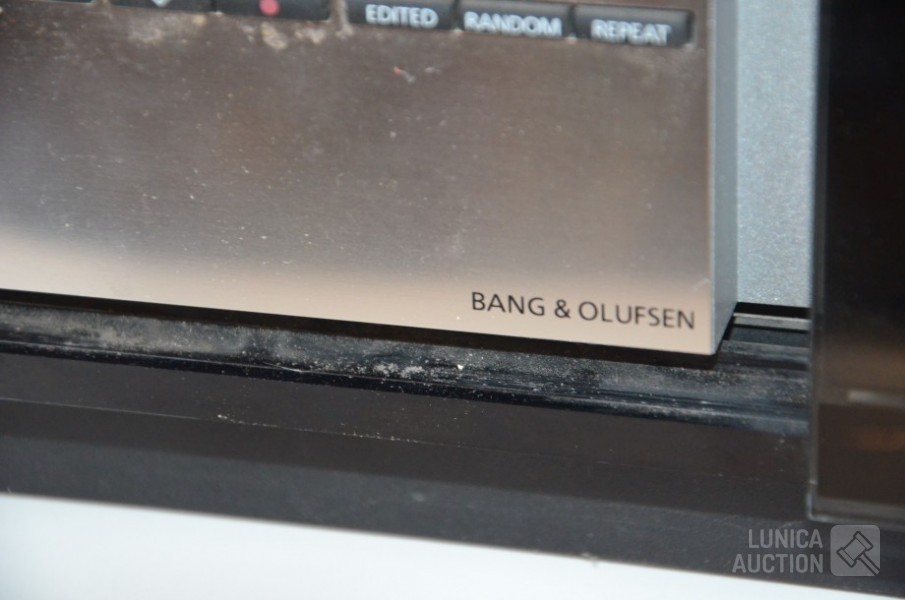 EDITED RANDOM REPEAT
BANG & OLUFSEN
LUNICA
AUCTION